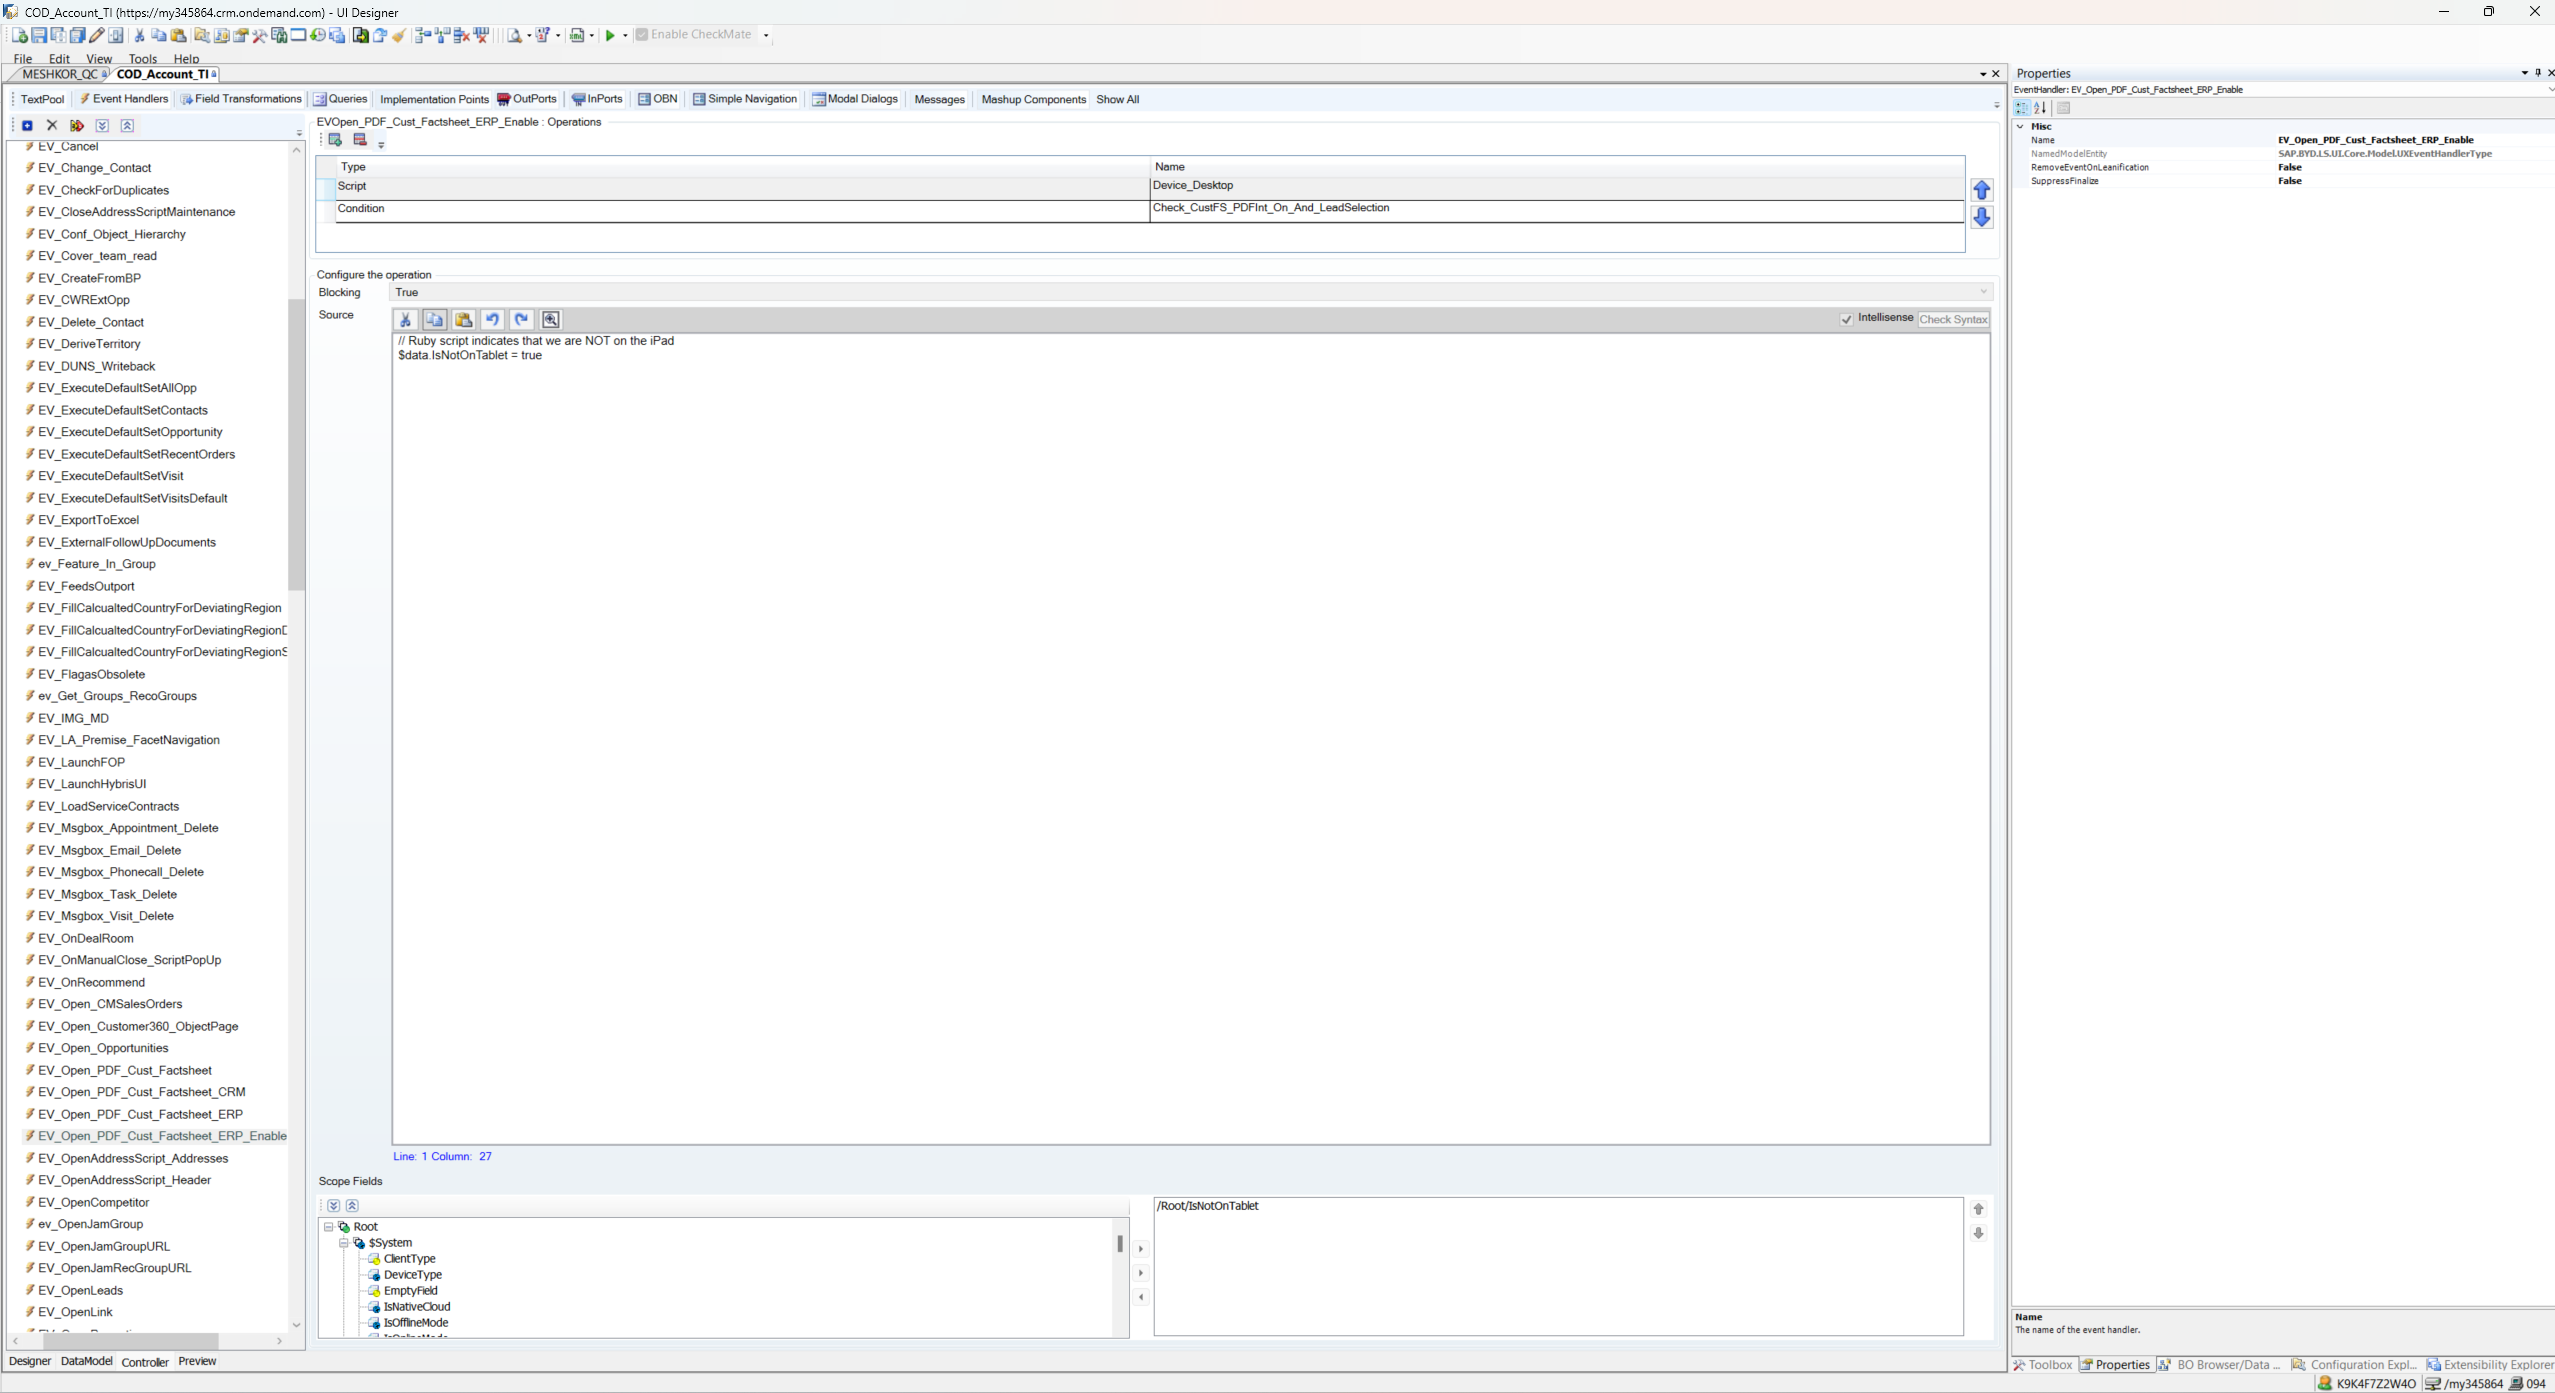 COD_Account_TI (https://my345864.crm.ondemand.com) - UI Designer
Enable CheckMate
File Edit View Tools Help
MESHKOR_QC COD_Account_TI
TextPool Event Handlers Field Transformations Queries Implementation Points OutPorts InPorts OBN Simple Navigation Modal Dialogs Messages Mashup Components Show All
EV_Cancel
EV_Change_Contact
EV_CheckForDuplicates
EV_CloseAddressScriptMaintenance
EV_Conf_Object_Hierarchy
EV_Cover_team_read
EV_CreateFromBP
EV_CWRExtOpp
EV_Delete_Contact
EV_DeriveTerritory
EV_DUNS_Writeback
EV_ExecuteDefaultSetAllOpp
EV_ExecuteDefaultSetContacts
EV_ExecuteDefaultSetOpportunity
EV_ExecuteDefaultSetRecentOrders
EV_ExecuteDefaultSetVisit
EV_ExecuteDefaultSetVisitsDefault
EV_ExportToExcel
EV_ExternalFollowUpDocuments
ev_Feature_In_Group
EV_FeedsOutport
EV_FillCalcualtedCountryForDeviatingRegion
EV_FillCalcualtedCountryForDeviatingRegionD
EV_FillCalcualtedCountryForDeviatingRegionS
EV_FlagasObsolete
ev_Get_Groups_RecoGroups
EV_IMG_MD
EV_LA_Premise_FacetNavigation
EV_LaunchFOP
EV_LaunchHybrisUI
EV_LoadServiceContracts
EV_Msgbox_Appointment_Delete
EV_Msgbox_Email_Delete
EV_Msgbox_Phonecall_Delete
EV_Msgbox_Task_Delete
EV_Msgbox_Visit_Delete
EV_OnDealRoom
EV_OnManualClose_ScriptPopUp
EV_OnRecommend
EV_Open_CMSalesOrders
EV_Open_Customer360_ObjectPage
EV_Open_Opportunities
EV_Open_PDF_Cust_Factsheet
EV_Open_PDF_Cust_Factsheet_CRM
EV_Open_PDF_Cust_Factsheet_ERP
EV_Open_PDF_Cust_Factsheet_ERP_Enable
EV_OpenAddressScript_Addresses
EV_OpenAddressScript_Header
EV_OpenCompetitor
ev_OpenJamGroup
EV_OpenJamGroupURL
EV_OpenJamRecGroupURL
EV_OpenLeads
EV_OpenLink
Designer DataModel Controller Preview
EVOpen_PDF_Cust_Factsheet_ERP_Enable : Operations
Type Name
Script Device_Desktop
Condition Check_CustFS_PDFInt_On_And_LeadSelection
Configure the operation
Blocking True
Source
Intellisense Check Syntax
// Ruby script indicates that we are NOT on the iPad
$data.IsNotOnTablet = true
Line: 1 Column: 27
Scope Fields
Root
$System
ClientType
DeviceType
EmptyField
IsNativeCloud
IsOfflineMode
IsOnlineMode
/Root/IsNotOnTablet
Properties
EventHandler: EV_Open_PDF_Cust_Factsheet_ERP_Enable
Misc
Name EV_Open_PDF_Cust_Factsheet_ERP_Enable
NamedModelEntity SAP.BYD.LS.UI.Core.Model.UXEventHandlerType
RemoveEventOnLeanification False
SuppressFinalize False
Name
The name of the event handler.
Toolbox Properties BO Browser/Data ... Configuration Expl... Extensibility Explorer
K9K4F7Z2W4O /my345864 094